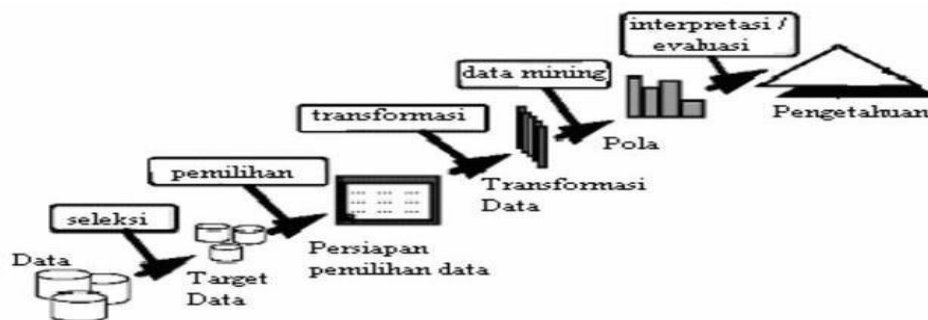 interpretasi /
evaluasi
data mining
Pengetahuan
transformasi
Pola
pemilihan
Transformasi
Data
seleksi
Persiapan
pemilihan data
Data
Target
Data